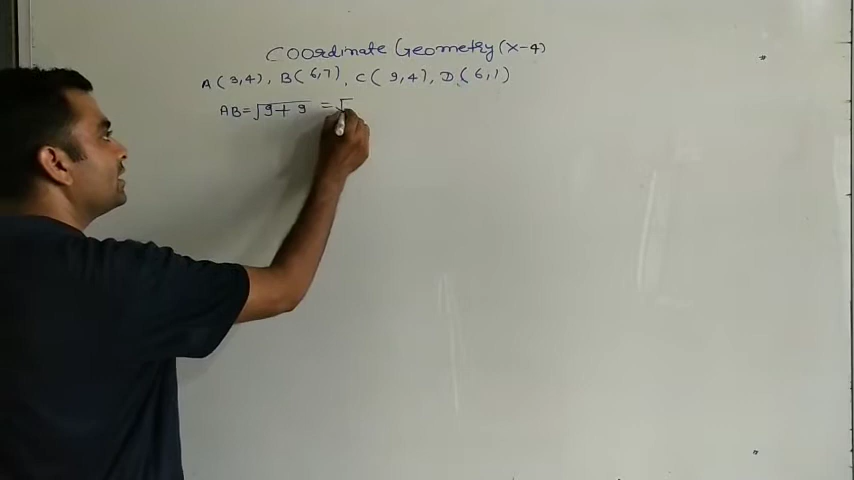 Coordinate Geometry (X-4)
A(3,4), B(6,7), C(9,4), D(6,1)
AB=√9+9 =√